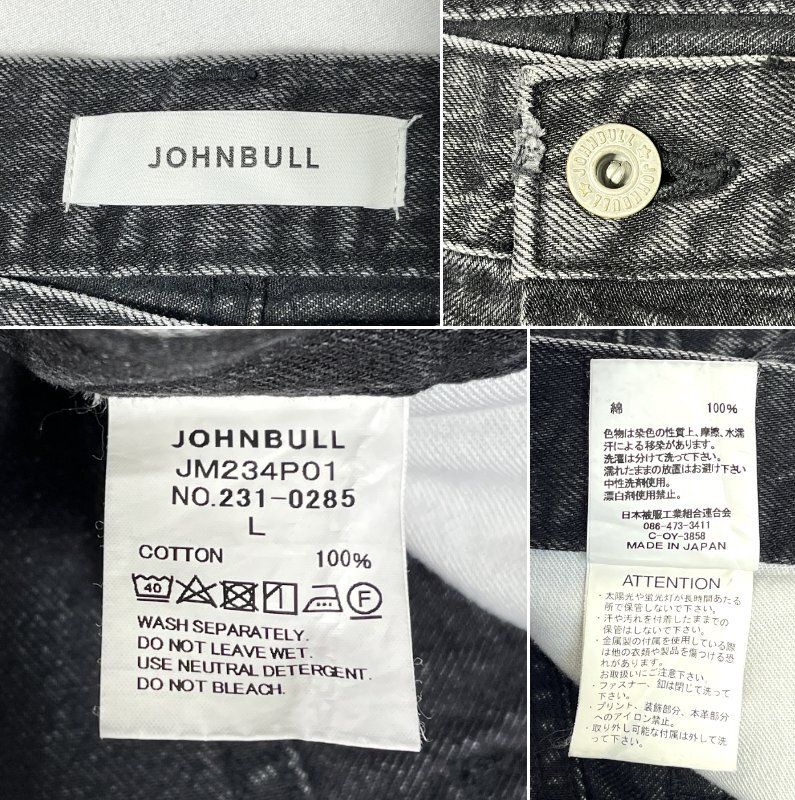 JOHNBULL
JOHNBULL ★ JOHNBULL ★
JOHNBULL
JM234P01
NO.231-0285
L
COTTON 100%
40 F
WASH SEPARATELY.
DO NOT LEAVE WET.
USE NEUTRAL DETERGENT.
DO NOT BLEACH.
綿 100%
色物は染色の性質上、摩擦、水濡
汗による移染があります。
洗濯は分けて洗って下さい。
濡れたままの放置はお避け下さい
中性洗剤使用。
漂白剤使用禁止。
日本被服工業組合連合会
086-473-3411
C-OY-3858
MADE IN JAPAN
ATTENTION
・太陽光や蛍光灯が長時間あたる
所で保管しないで下さい。
・汗や汚れを付着したままでの
保管はしないで下さい。
・金属製の付属を使用している際
は他の衣類や製品を傷つける恐
れがあります。
お取扱いにご注意下さい。
・ファスナー、釦は閉じて洗って
下さい。
・プリント、装飾部分、本革部分
へのアイロン禁止。
・取り外し可能な付属は外して洗
って下さい。